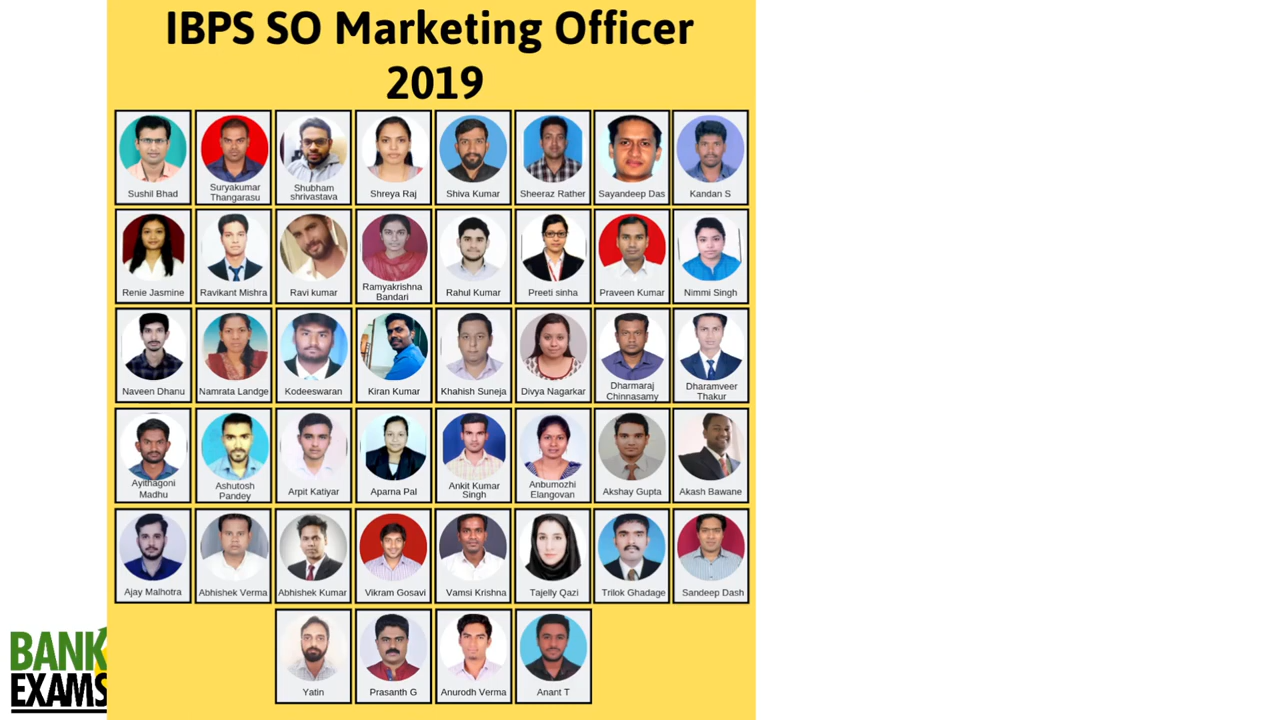 IBPS SO Marketing Officer
2019
Sushil Bhad
Suryakumar
Thangarasu
Shubham
shrivastava
Shreya Raj
Shiva Kumar
Sheeraz Rather
Sayandeep Das
Kandan S
Renie Jasmine
Ravikant Mishra
Ravi kumar
Ramyakrishna
Bandari
Rahul Kumar
Preeti sinha
Praveen Kumar
Nimmi Singh
Naveen Dhanu
Namrata Landge
Kodeeswaran
Kiran Kumar
Khahish Suneja
Divya Nagarkar
Dharmaraj
Chinnasamy
Dharamveer
Thakur
Ayithagoni
Madhu
Ashutosh
Pandey
Arpit Katiyar
Aparna Pal
Ankit Kumar
Singh
Anbumozhi
Elangovan
Akshay Gupta
Akash Bawane
Ajay Malhotra
Abhishek Verma
Abhishek Kumar
Vikram Gosavi
Vamsi Krishna
Tajelly Qazi
Trilok Ghadage
Sandeep Dash
Yatin
Prasanth G
Anurodh Verma
Anant T
BANK
EXAMS